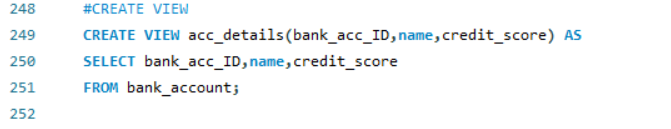 248 #CREATE VIEW
249 CREATE VIEW acc_details(bank_acc_ID,name,credit_score) AS
250 SELECT bank_acc_ID,name,credit_score
251 FROM bank_account;
252